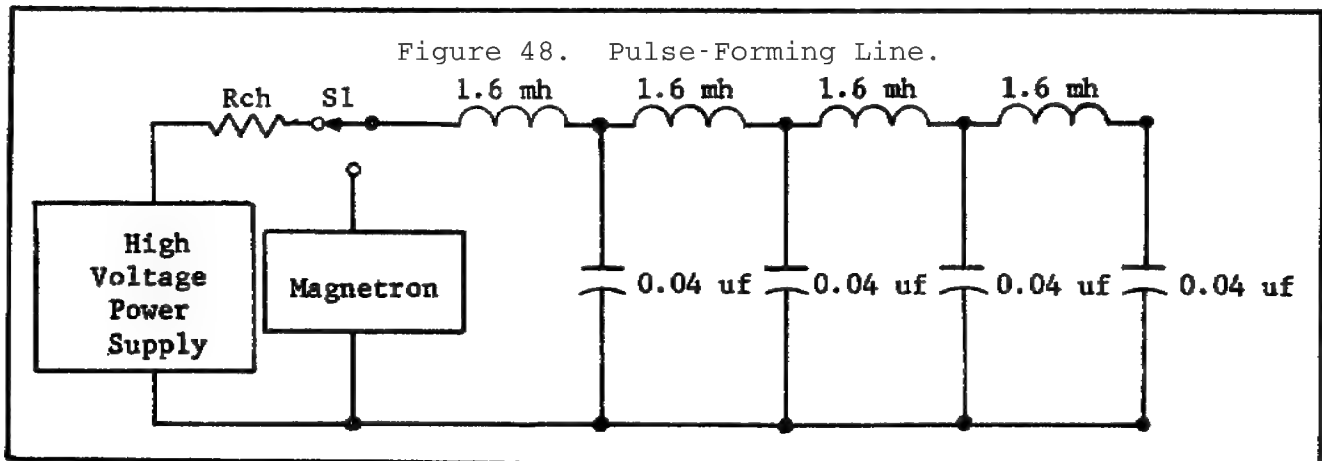 Figure 48. Pulse-Forming Line.
Rch S1 1.6 mh 1.6 mh 1.6 mh 1.6 mh
High
Voltage
Power
Supply
Magnetron
0.04 uf 0.04 uf 0.04 uf 0.04 uf